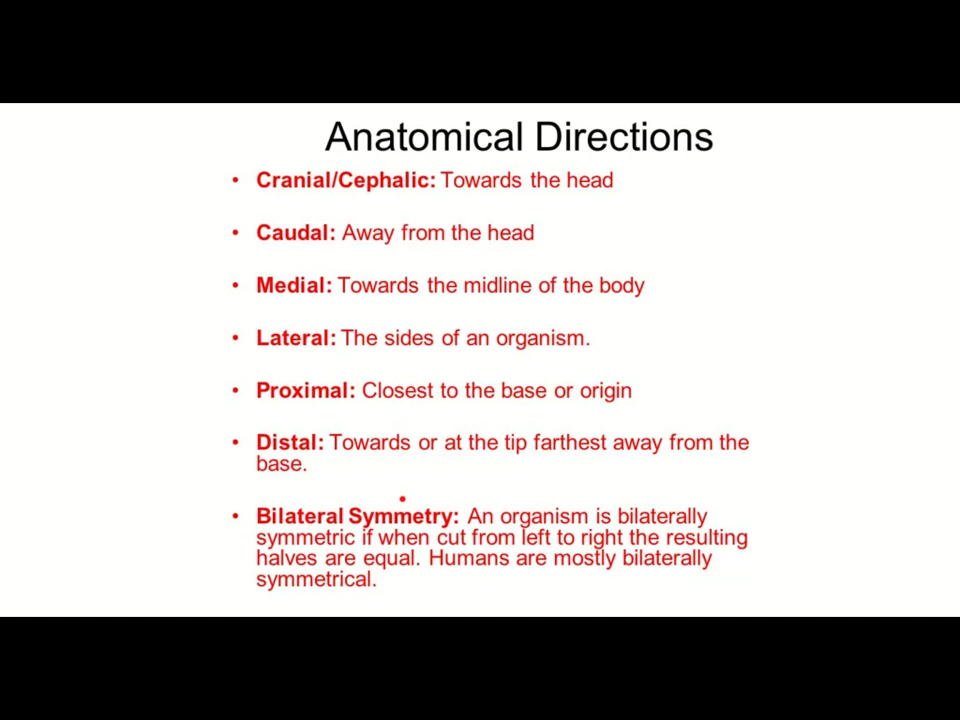 Anatomical Directions
• Cranial/Cephalic: Towards the head
• Caudal: Away from the head
• Medial: Towards the midline of the body
• Lateral: The sides of an organism.
• Proximal: Closest to the base or origin
• Distal: Towards or at the tip farthest away from the
base.
• Bilateral Symmetry: An organism is bilaterally
symmetric if when cut from left to right the resulting
halves are equal. Humans are mostly bilaterally
symmetrical.